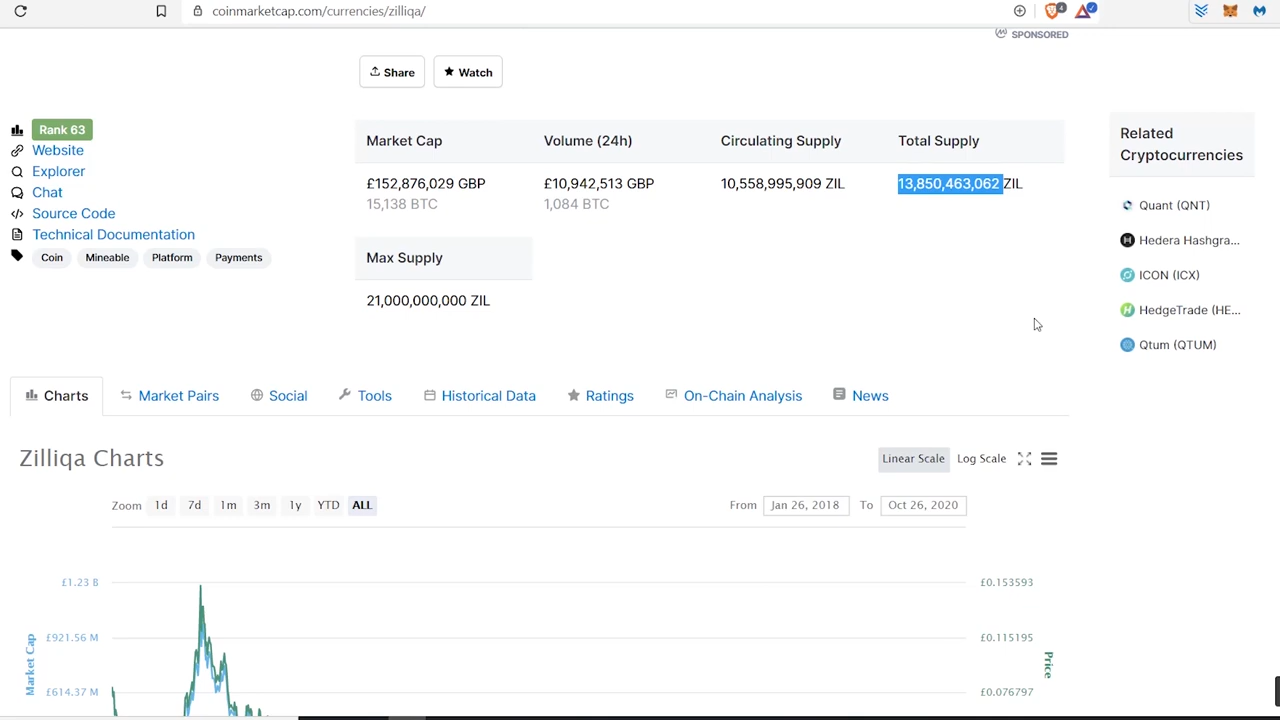 coinmarketcap.com/currencies/zilliqa/
SPONSORED
Share Watch
Rank 63
Website
Explorer
Chat
Source Code
Technical Documentation
Coin Mineable Platform Payments
Market Cap Volume (24h) Circulating Supply Total Supply
£152,876,029 GBP £10,942,513 GBP 10,558,995,909 ZIL 13,850,463,062 ZIL
15,138 BTC 1,084 BTC
Max Supply
21,000,000,000 ZIL
Related
Cryptocurrencies
Quant (QNT)
Hedera Hashgra...
ICON (ICX)
HedgeTrade (HE...
Qtum (QTUM)
Charts Market Pairs Social Tools Historical Data Ratings On-Chain Analysis News
Zilliqa Charts
Linear Scale Log Scale
Zoom 1d 7d 1m 3m 1y YTD ALL
From Jan 26, 2018 To Oct 26, 2020
£1.23 B £0.153593
£921.56 M £0.115195
£614.37 M £0.076797
Market Cap
Price